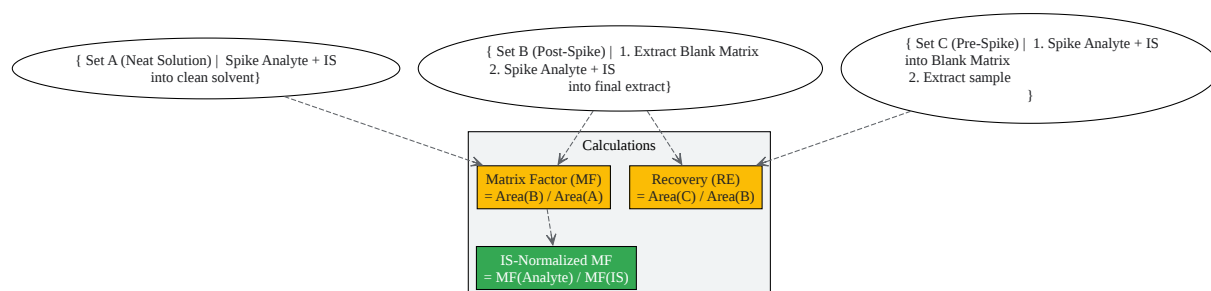 { Set A (Neat Solution) | Spike Analyte + IS
into clean solvent}
{ Set B (Post-Spike) | 1. Extract Blank Matrix
2. Spike Analyte + IS
into final extract}
{ Set C (Pre-Spike) | 1. Spike Analyte + IS
into Blank Matrix
2. Extract sample
}
Calculations
Matrix Factor (MF)
= Area(B) / Area(A)
Recovery (RE)
= Area(C) / Area(B)
IS-Normalized MF
= MF(Analyte) / MF(IS)